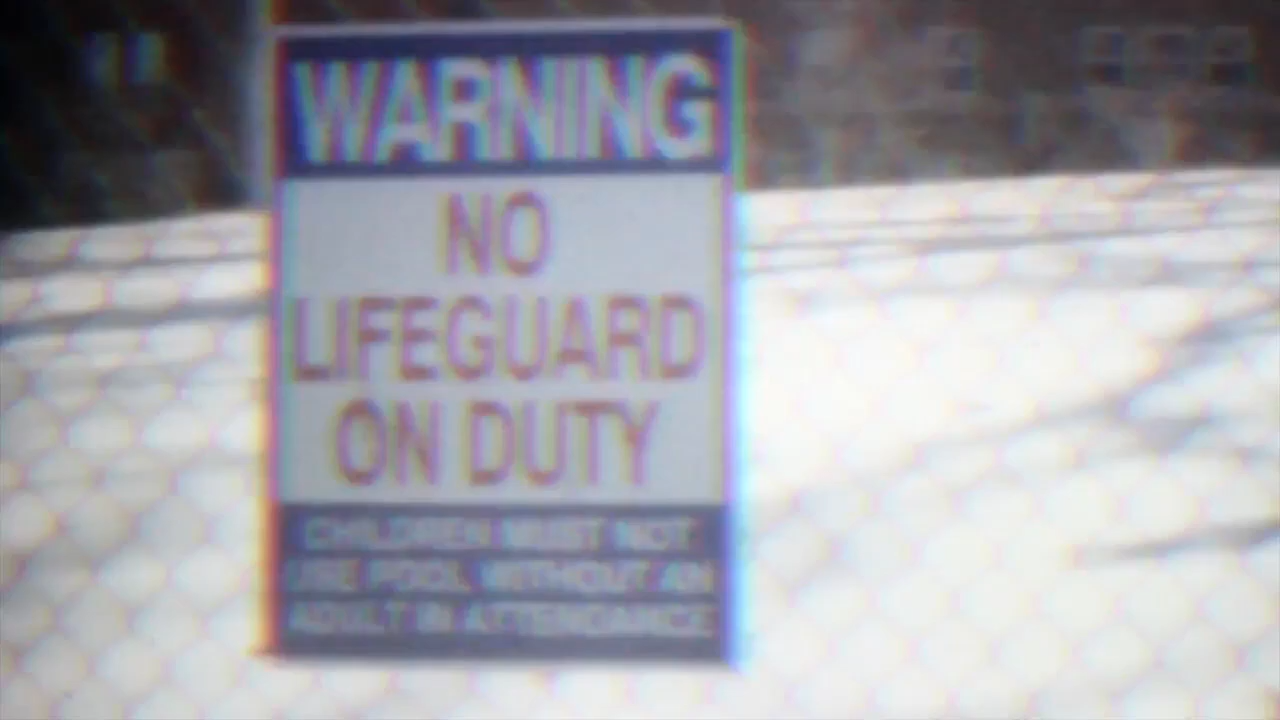 WARNING
NO
LIFEGUARD
ON DUTY
CHILDREN MUST NOT
USE POOL WITHOUT AN
ADULT IN ATTENDANCE